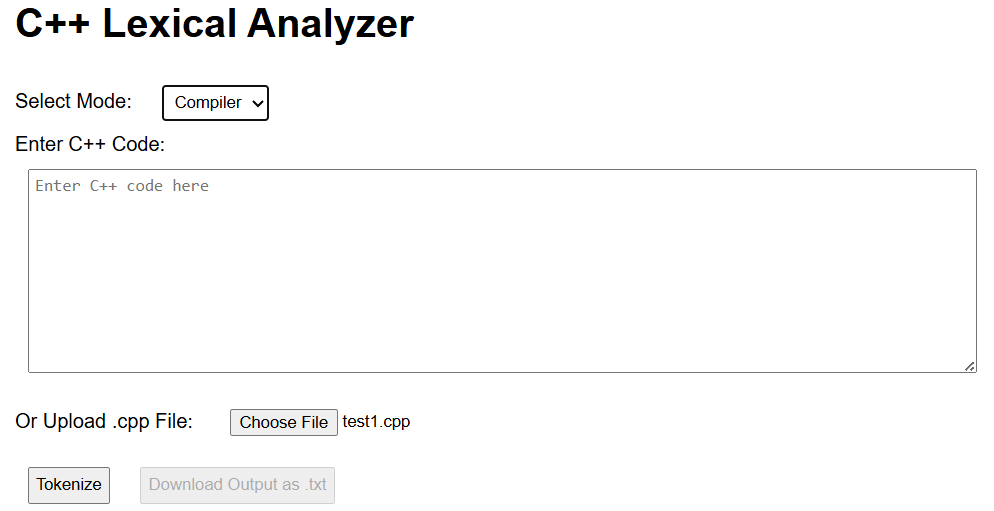 C++ Lexical Analyzer
Select Mode: Compiler
Enter C++ Code:
Enter C++ code here
Or Upload .cpp File: Choose File test1.cpp
Tokenize Download Output as .txt